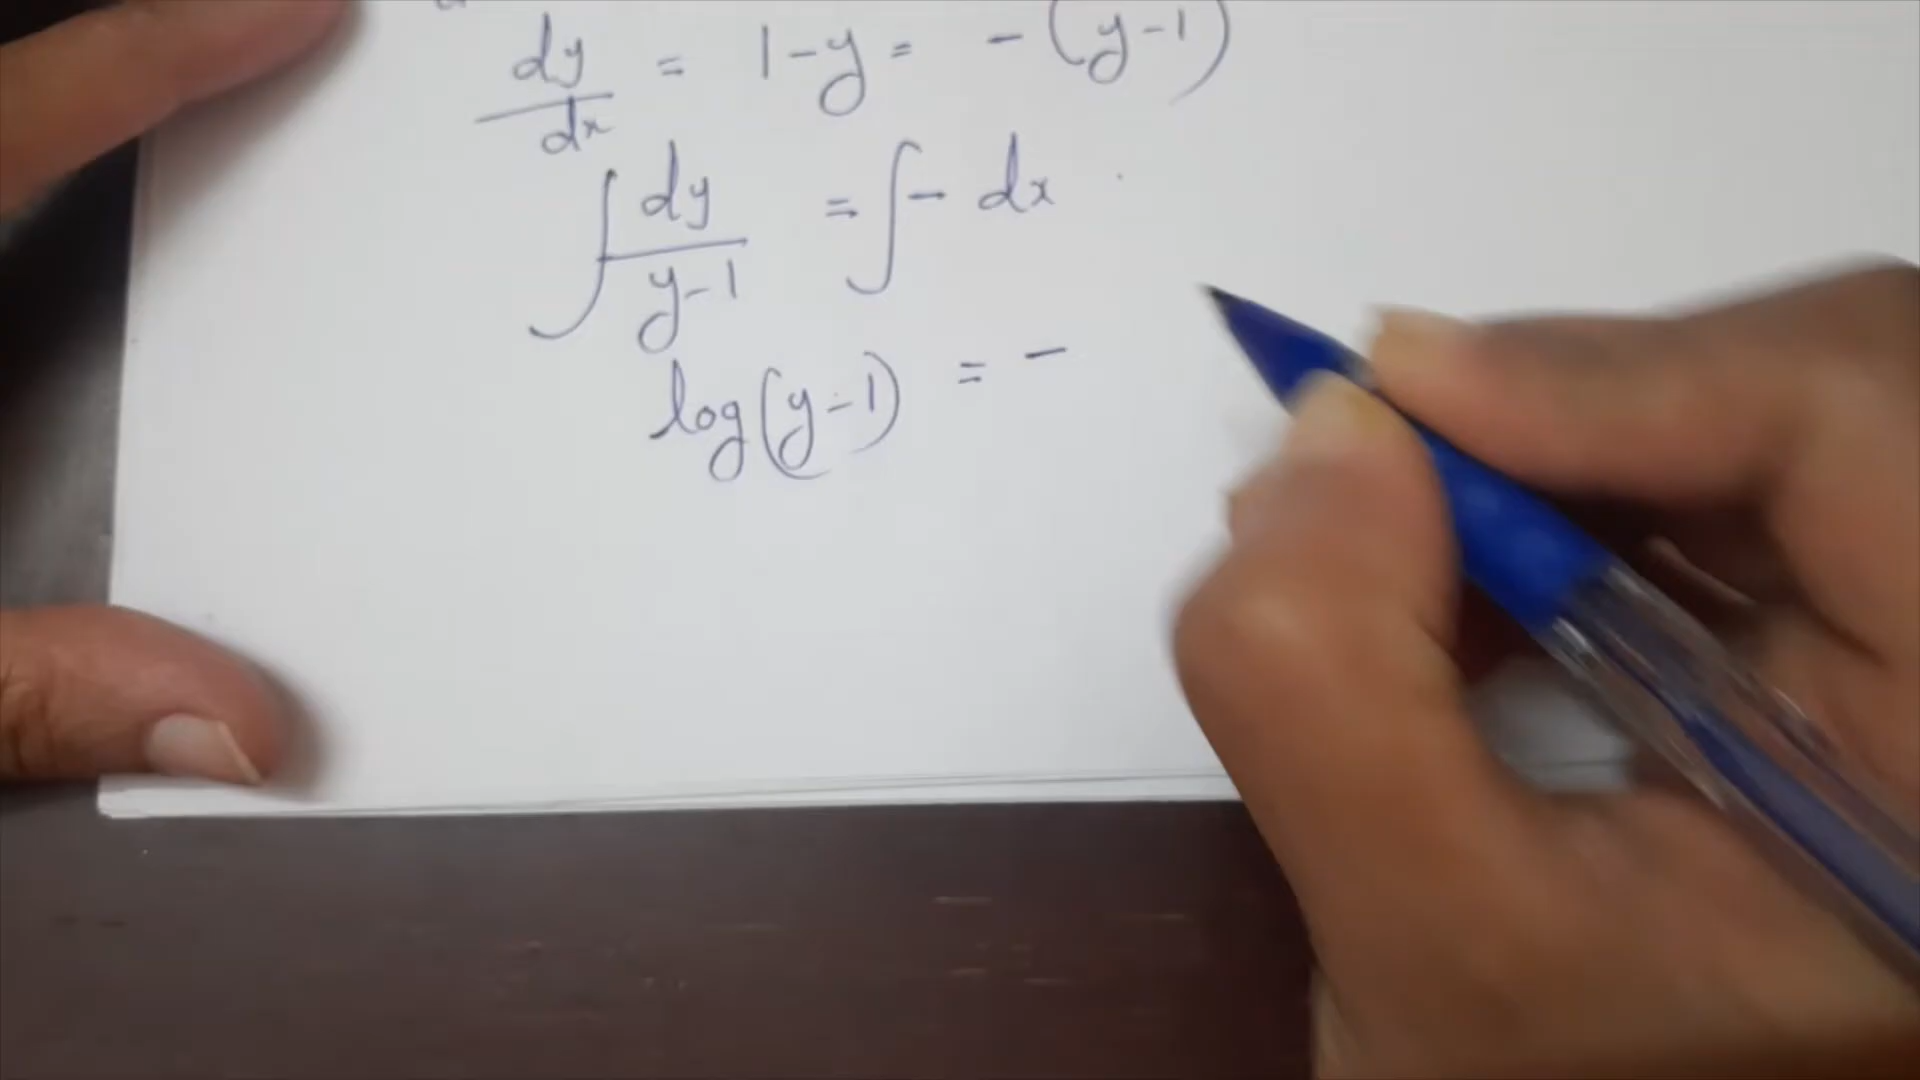 dy/dx = 1-y = -(y-1)
∫ dy/y-1 = ∫ - dx
log(y-1) = -